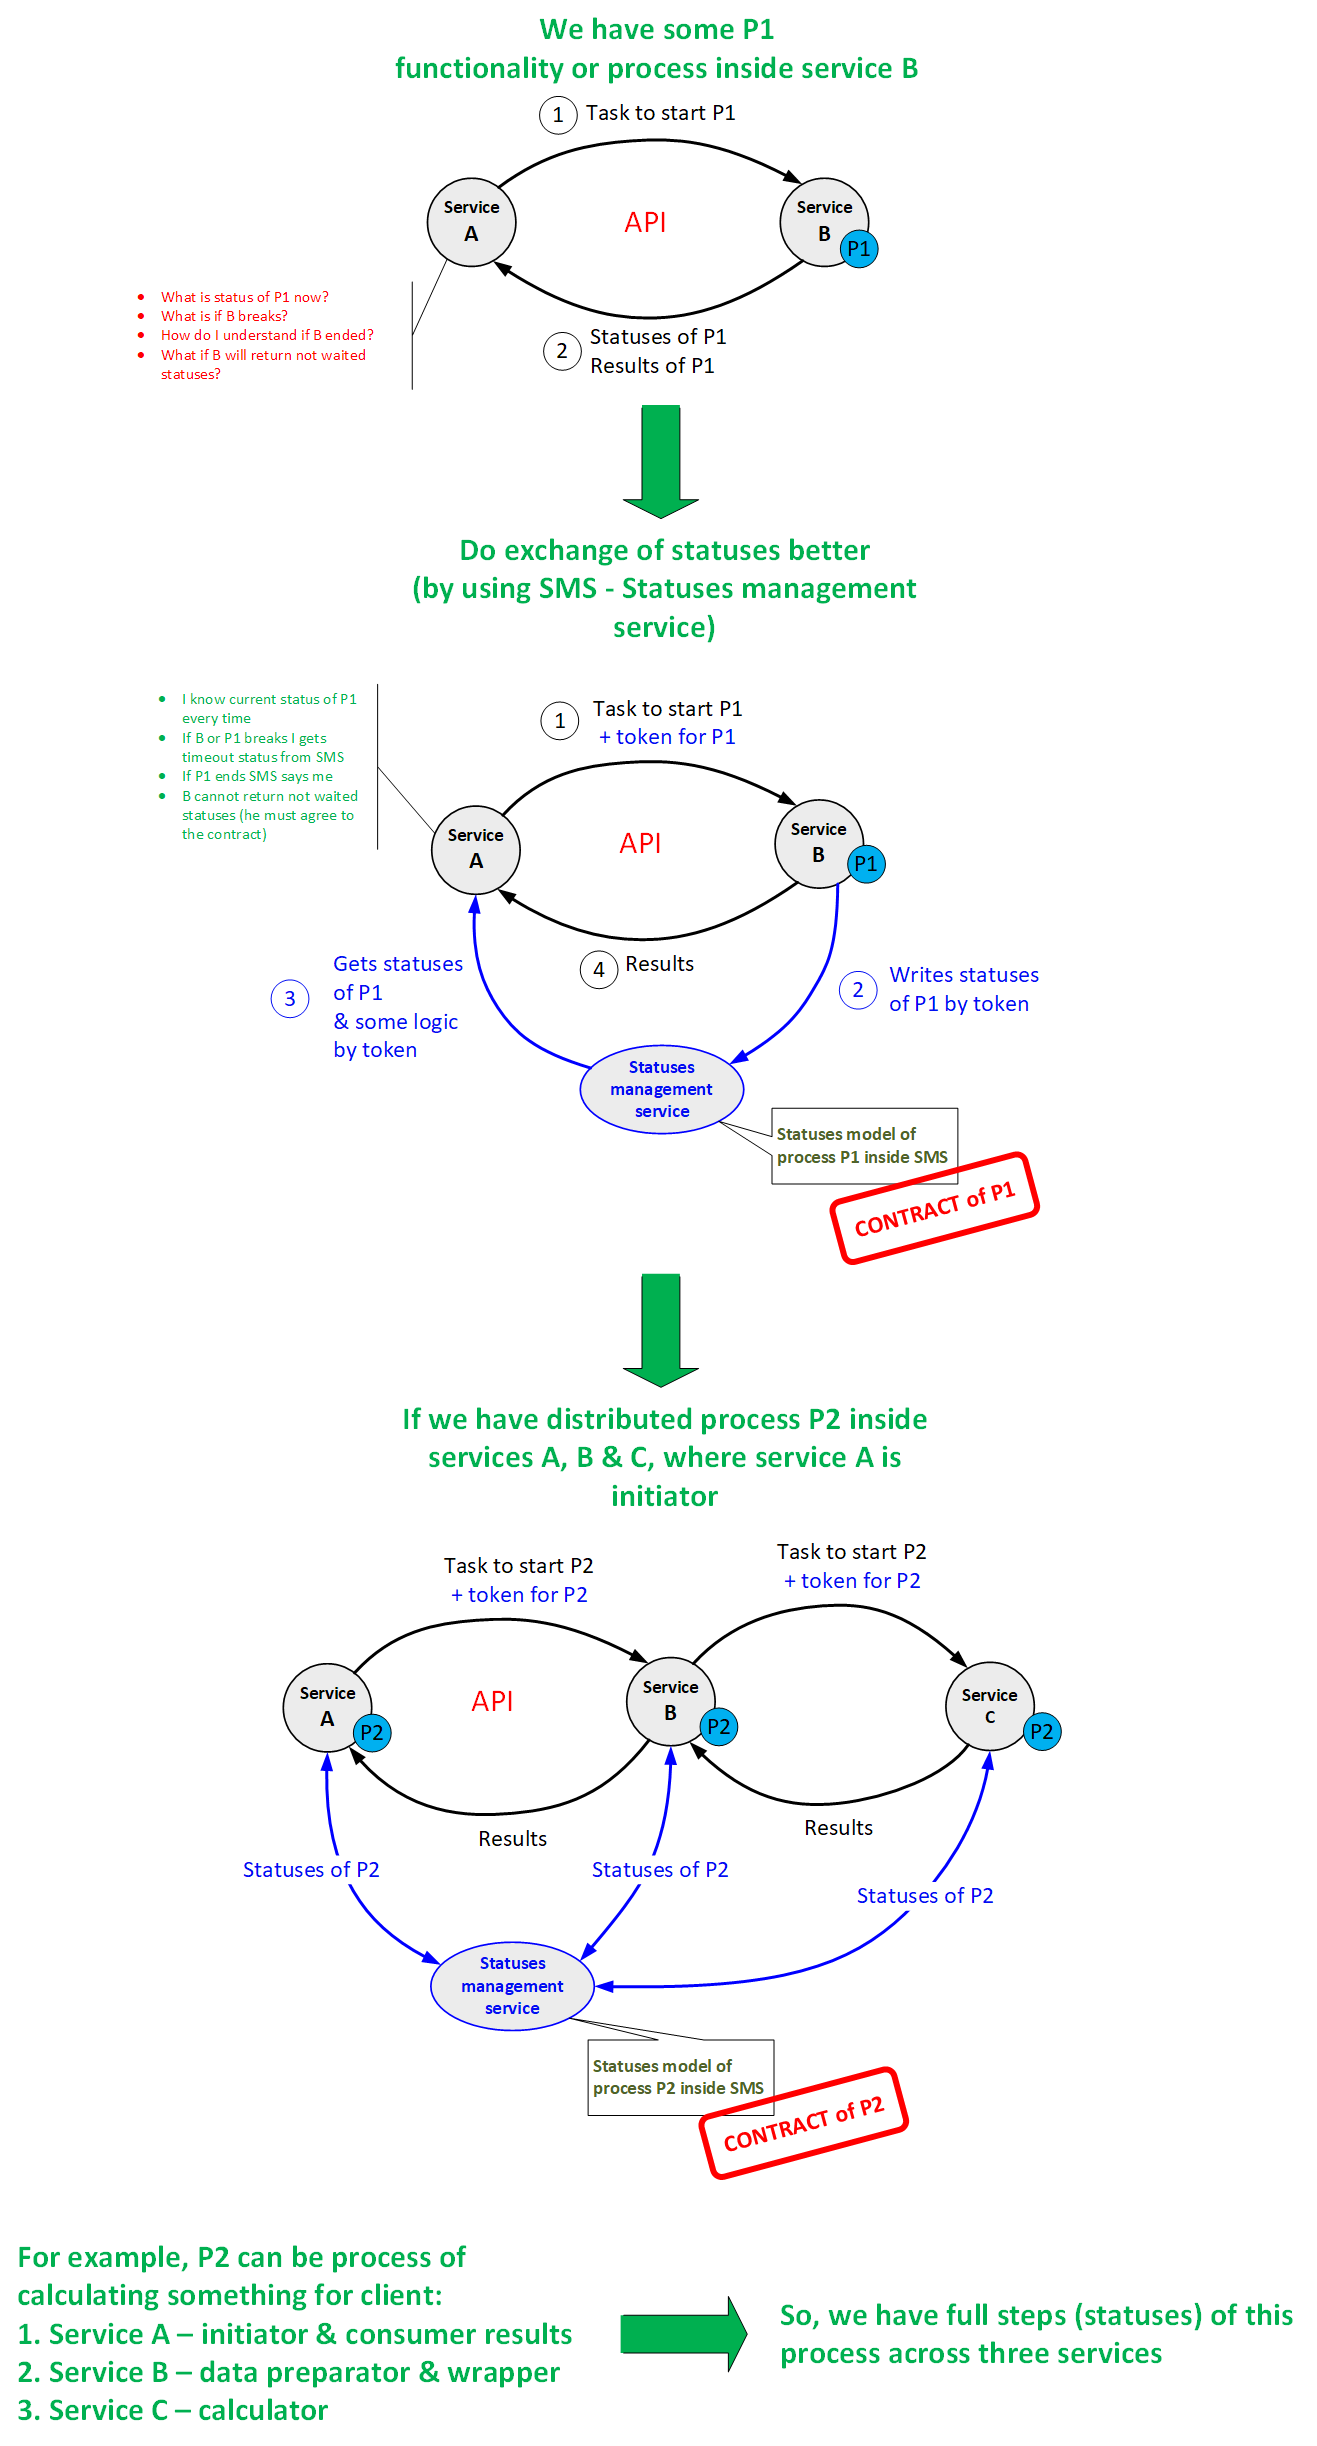 We have some P1
functionality or process inside service B
1
Task to start P1
Service
A
API
Service
B
P1
• What is status of P1 now?
• What is if B breaks?
• How do I understand if B ended?
• What if B will return not waited
statuses?
2
Statuses of P1
Results of P1
Do exchange of statuses better
(by using SMS - Statuses management
service)
• I know current status of P1
every time
• If B or P1 breaks I gets
timeout status from SMS
• If P1 ends SMS says me
• B cannot return not waited
statuses (he must agree to
the contract)
1
Task to start P1
+ token for P1
Service
A
API
Service
B
P1
3
Gets statuses
of P1
& some logic
by token
4
Results
2
Writes statuses
of P1 by token
Statuses
management
service
Statuses model of
process P1 inside SMS
CONTRACT of P1
If we have distributed process P2 inside
services A, B & C, where service A is
initiator
Task to start P2
+ token for P2
Task to start P2
+ token for P2
Service
A
P2
API
Service
B
P2
Service
C
P2
Results
Results
Statuses of P2
Statuses of P2
Statuses of P2
Statuses
management
service
Statuses model of
process P2 inside SMS
CONTRACT of P2
For example, P2 can be process of
calculating something for client:
1. Service A – initiator & consumer results
2. Service B – data preparator & wrapper
3. Service C – calculator
So, we have full steps (statuses) of this
process across three services